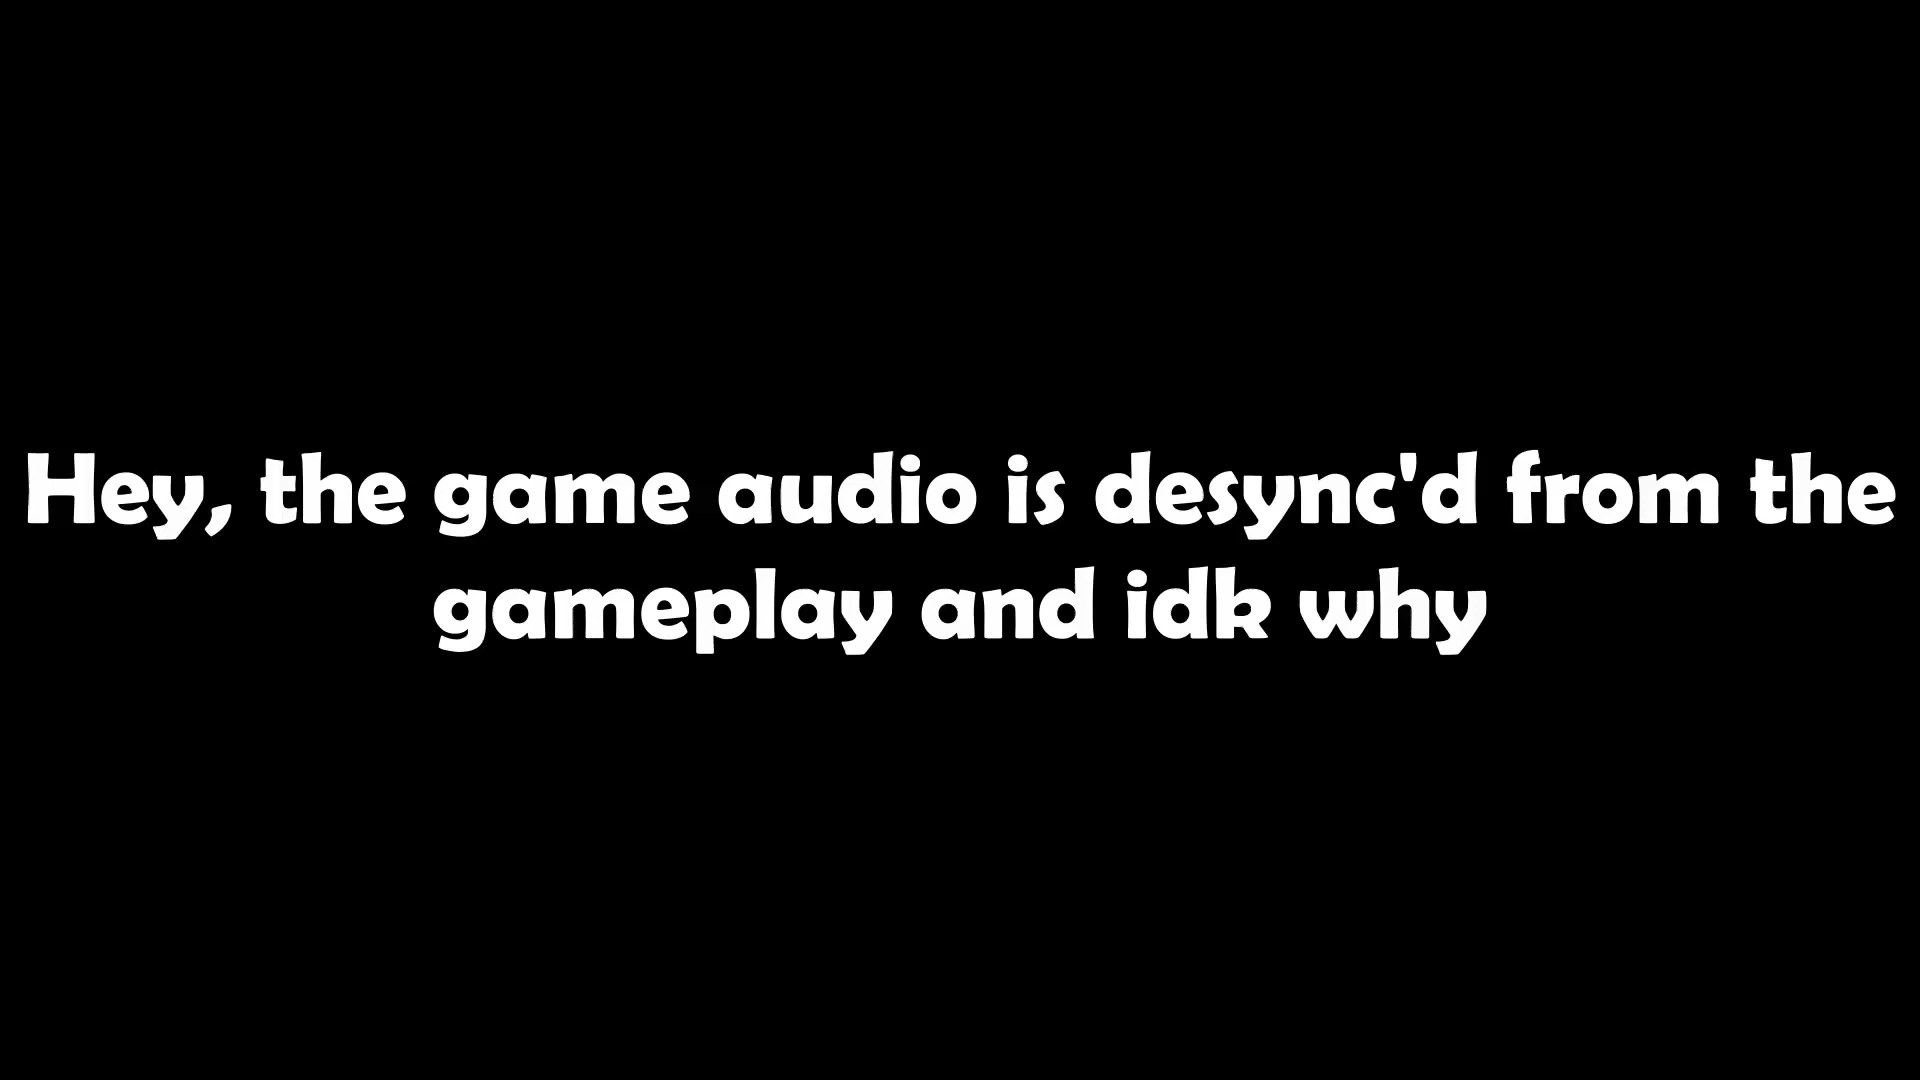 Hey, the game audio is desync'd from the
gameplay and idk why